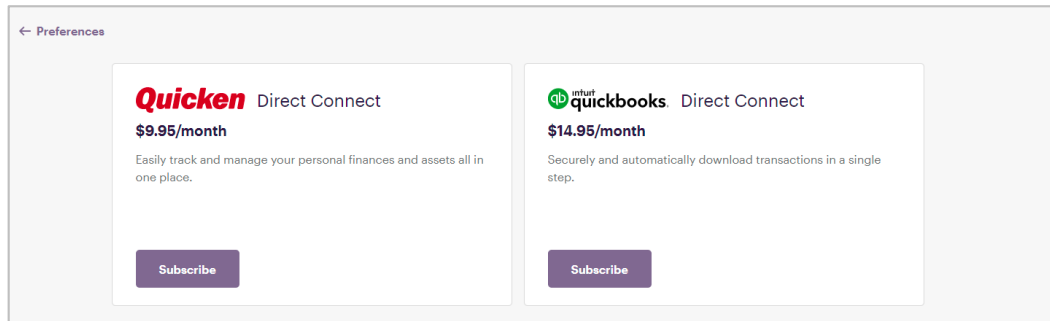 ← Preferences
Quicken Direct Connect
$9.95/month
Easily track and manage your personal finances and assets all in
one place.
Subscribe
qb intuit quickbooks. Direct Connect
$14.95/month
Securely and automatically download transactions in a single
step.
Subscribe